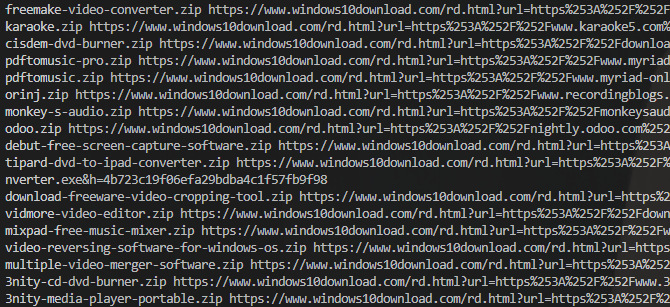 freemake-video-converter.zip https://www.windows10download.com/rd.html?url=https%253A%252F%252F
karaoke.zip https://www.windows10download.com/rd.html?url=https%253A%252F%252Fwww.karaoke5.com%
cisdem-dvd-burner.zip https://www.windows10download.com/rd.html?url=https%253A%252F%252Fdownloa
pdftomusic-pro.zip https://www.windows10download.com/rd.html?url=https%253A%252F%252Fwww.myriad
pdftomusic.zip https://www.windows10download.com/rd.html?url=https%253A%252F%252Fwww.myriad-onl
orinj.zip https://www.windows10download.com/rd.html?url=https%253A%252F%252Fwww.recordingblogs.
monkey-s-audio.zip https://www.windows10download.com/rd.html?url=https%253A%252F%252Fmonkeysaud
odoo.zip https://www.windows10download.com/rd.html?url=https%253A%252F%252Fnightly.odoo.com%252
debut-free-screen-capture-software.zip https://www.windows10download.com/rd.html?url=https%253A
tipard-dvd-to-ipad-converter.zip https://www.windows10download.com/rd.html?url=https%253A%252F%
nverter.exe&h=4b723c19f06efa29bdba4c1f57fb9f98
download-freeware-video-cropping-tool.zip https://www.windows10download.com/rd.html?url=https%2
vidmore-video-editor.zip https://www.windows10download.com/rd.html?url=https%253A%252F%252Fdown
mixpad-free-music-mixer.zip https://www.windows10download.com/rd.html?url=https%253A%252F%252Fw
video-reversing-software-for-windows-os.zip https://www.windows10download.com/rd.html?url=https
multiple-video-merger-software.zip https://www.windows10download.com/rd.html?url=https%253A%252
3nity-cd-dvd-burner.zip https://www.windows10download.com/rd.html?url=https%253A%252F%252Fwww.3
3nity-media-player-portable.zip https://www.windows10download.com/rd.html?url=https%253A%252F%2